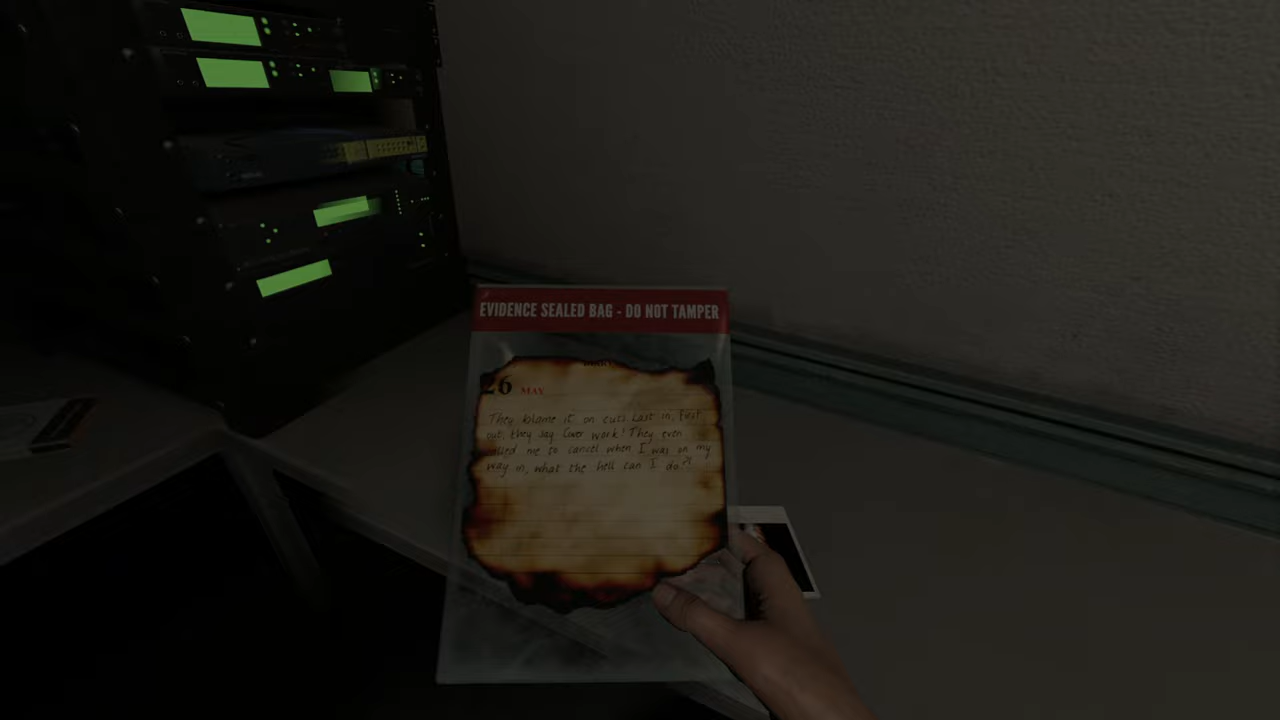 EVIDENCE SEALED BAG - DO NOT TAMPER
26 MAY
They blame it on cuts. Last in, first
out, they say. Cover work! They even
called me to cancel when I was on my
way in, what the hell can I do?!